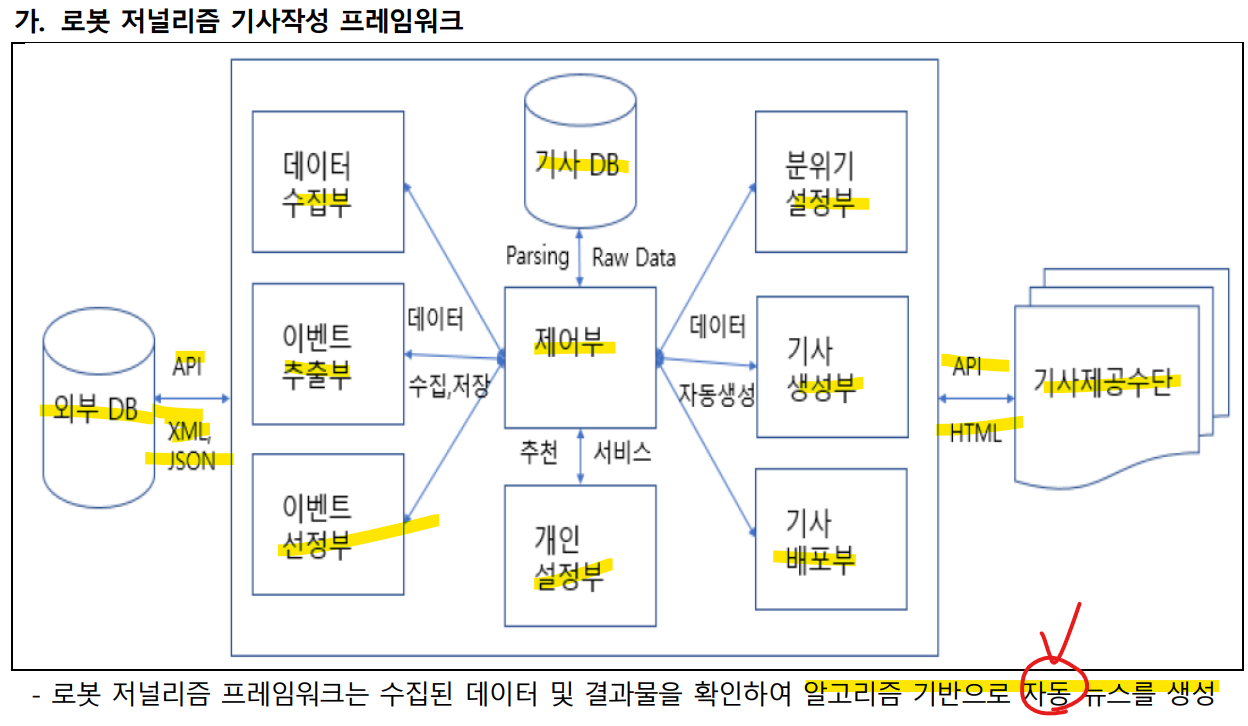 가. 로봇 저널리즘 기사작성 프레임워크
데이터
수집부
기사 DB
분위기
설정부
Parsing
Raw Data
이벤트
추출부
데이터
수집,저장
제어부
데이터
자동생성
기사
생성부
외부 DB
API
XML,
JSON
API
HTML
기사제공수단
추천
서비스
이벤트
선정부
개인
설정부
기사
배포부
- 로봇 저널리즘 프레임워크는 수집된 데이터 및 결과물을 확인하여 알고리즘 기반으로 자동 뉴스를 생성